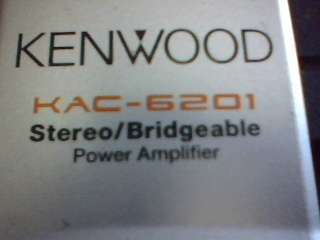 KENWOOD
KAC-6201
Stereo/Bridgeable
Power Amplifier